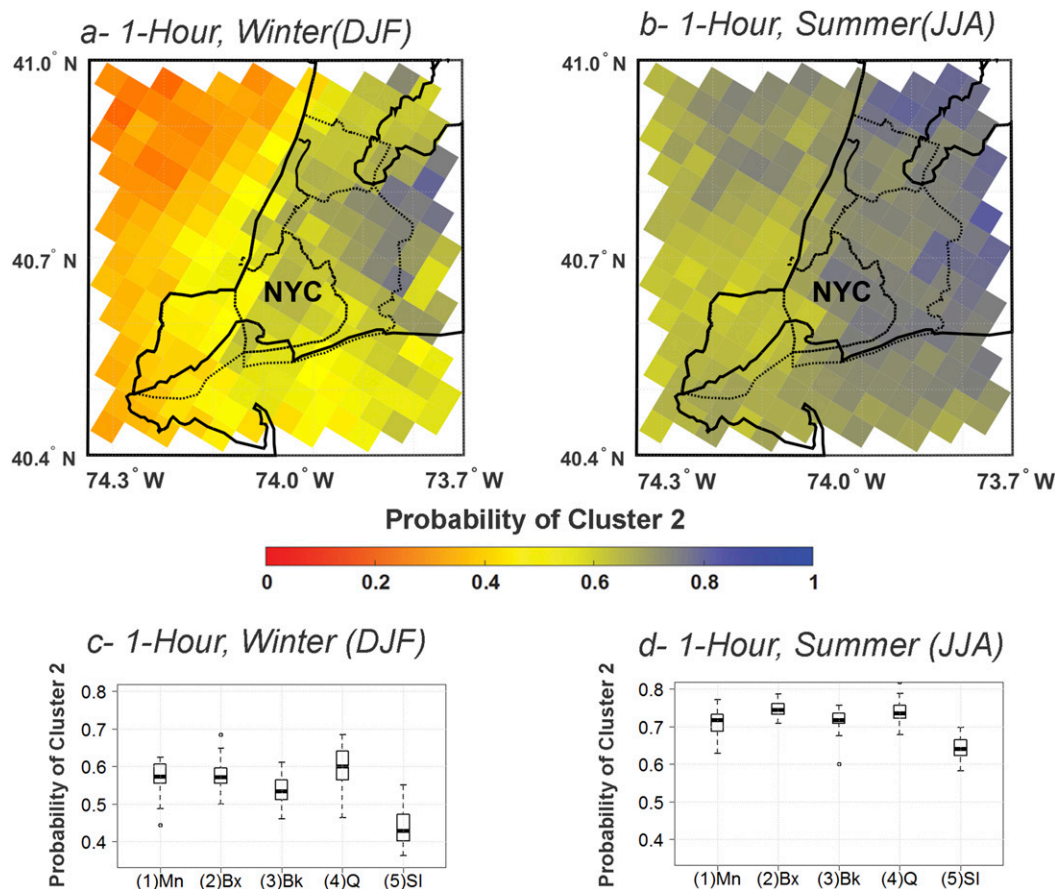 a- 1-Hour, Winter(DJF)
b- 1-Hour, Summer(JJA)
41.0° N
40.7° N
40.4° N
NYC
74.3° W
74.0° W
73.7° W
41.0° N
40.7° N
40.4° N
NYC
74.3° W
74.0° W
73.7° W
Probability of Cluster 2
0 0.2 0.4 0.6 0.8 1
c- 1-Hour, Winter (DJF)
d- 1-Hour, Summer (JJA)
Probability of Cluster 2
0.8
0.7
0.6
0.5
0.4
(1)Mn (2)Bx (3)Bk (4)Q (5)SI
Probability of Cluster 2
0.8
0.7
0.6
0.5
0.4
(1)Mn (2)Bx (3)Bk (4)Q (5)SI